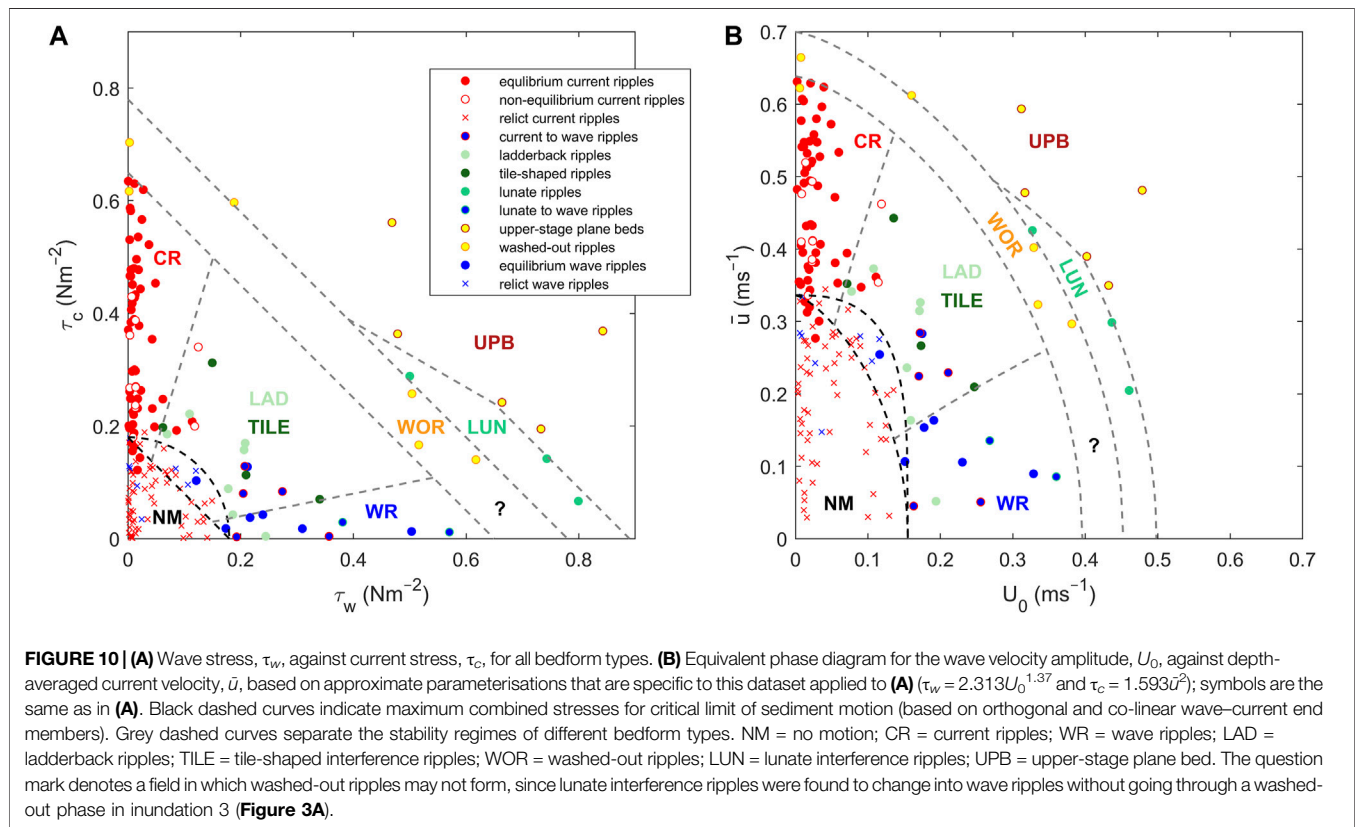 A
B
equlibrium current ripples
non-equilibrium current ripples
relict current ripples
current to wave ripples
ladderback ripples
tile-shaped ripples
lunate ripples
lunate to wave ripples
upper-stage plane beds
washed-out ripples
equilibrium wave ripples
relict wave ripples
0.8
0.6
0.4
0.2
0
τc (Nm−2)
CR
LAD
TILE
UPB
WOR
LUN
NM
WR
?
0 0.2 0.4 0.6 0.8
τw (Nm−2)
0.7
0.6
0.5
0.4
0.3
0.2
0.1
0
ū (ms−1)
CR
UPB
WOR
LAD
LUN
TILE
?
NM
WR
0 0.1 0.2 0.3 0.4 0.5 0.6 0.7
U0 (ms−1)
FIGURE 10 | (A) Wave stress, τw, against current stress, τc, for all bedform types. (B) Equivalent phase diagram for the wave velocity amplitude, U0, against depth-
averaged current velocity, ū, based on approximate parameterisations that are specific to this dataset applied to (A) (τw = 2.313U0^1.37 and τc = 1.593ū²); symbols are the
same as in (A). Black dashed curves indicate maximum combined stresses for critical limit of sediment motion (based on orthogonal and co-linear wave–current end
members). Grey dashed curves separate the stability regimes of different bedform types. NM = no motion; CR = current ripples; WR = wave ripples; LAD =
ladderback ripples; TILE = tile-shaped interference ripples; WOR = washed-out ripples; LUN = lunate interference ripples; UPB = upper-stage plane bed. The question
mark denotes a field in which washed-out ripples may not form, since lunate interference ripples were found to change into wave ripples without going through a washed-
out phase in inundation 3 (Figure 3A).